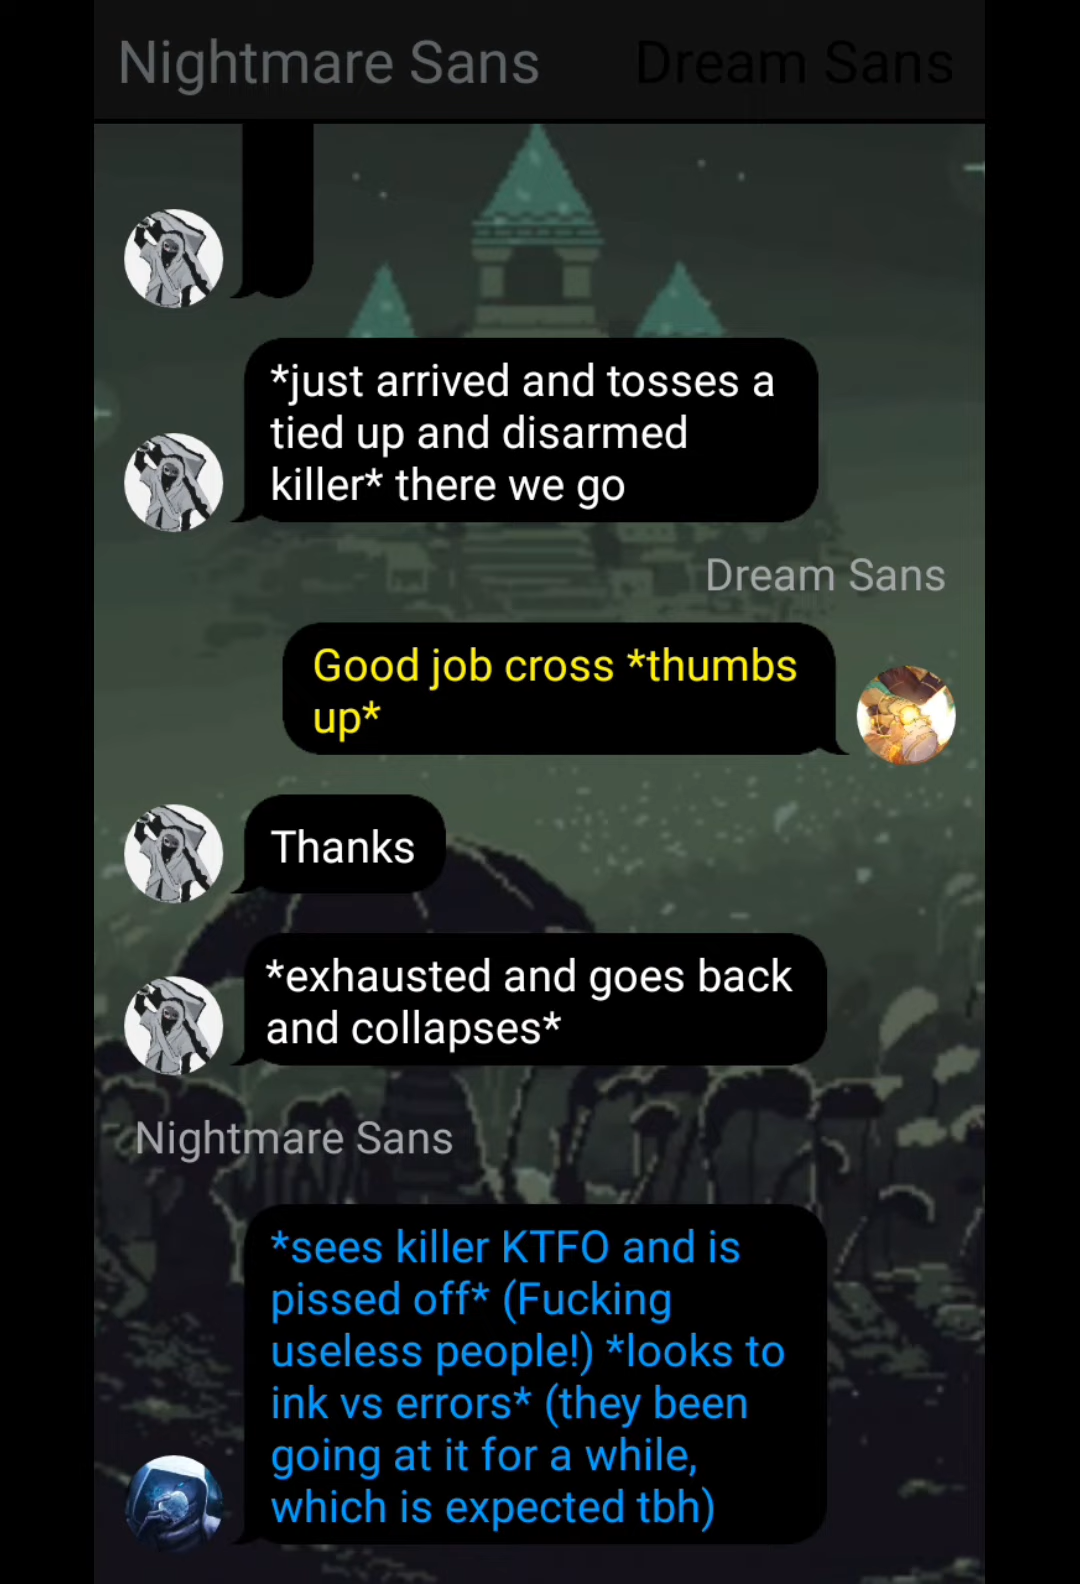 Nightmare Sans Dream Sans
*just arrived and tosses a
tied up and disarmed
killer* there we go
Dream Sans
Good job cross *thumbs
up*
Thanks
*exhausted and goes back
and collapses*
Nightmare Sans
*sees killer KTFO and is
pissed off* (Fucking
useless people!) *looks to
ink vs errors* (they been
going at it for a while,
which is expected tbh)